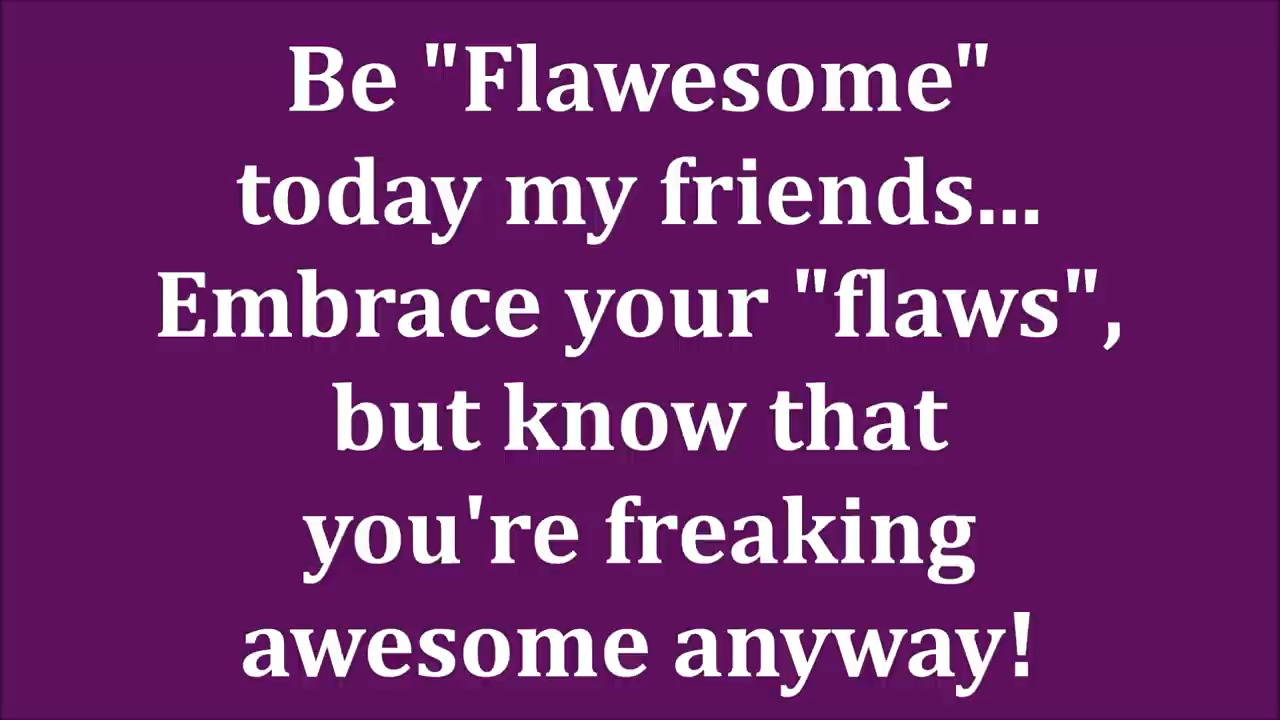 Be "Flawesome"
today my friends...
Embrace your "flaws",
but know that
you're freaking
awesome anyway!